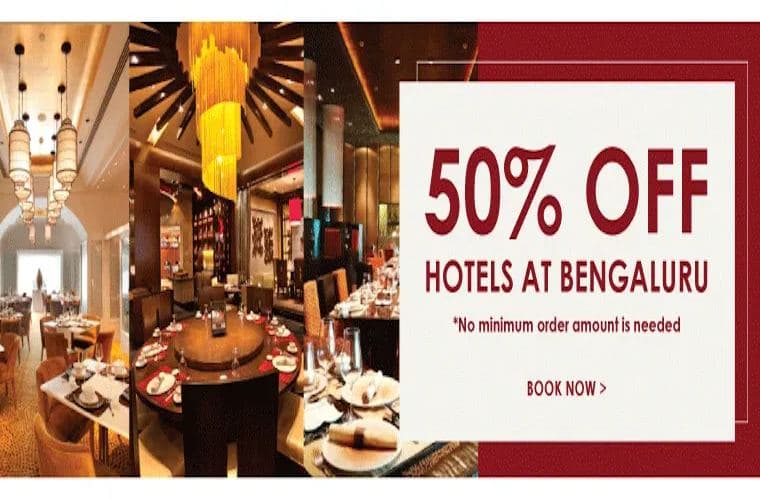 50% OFF
HOTELS AT BENGALURU
*No minimum order amount is needed
BOOK NOW >